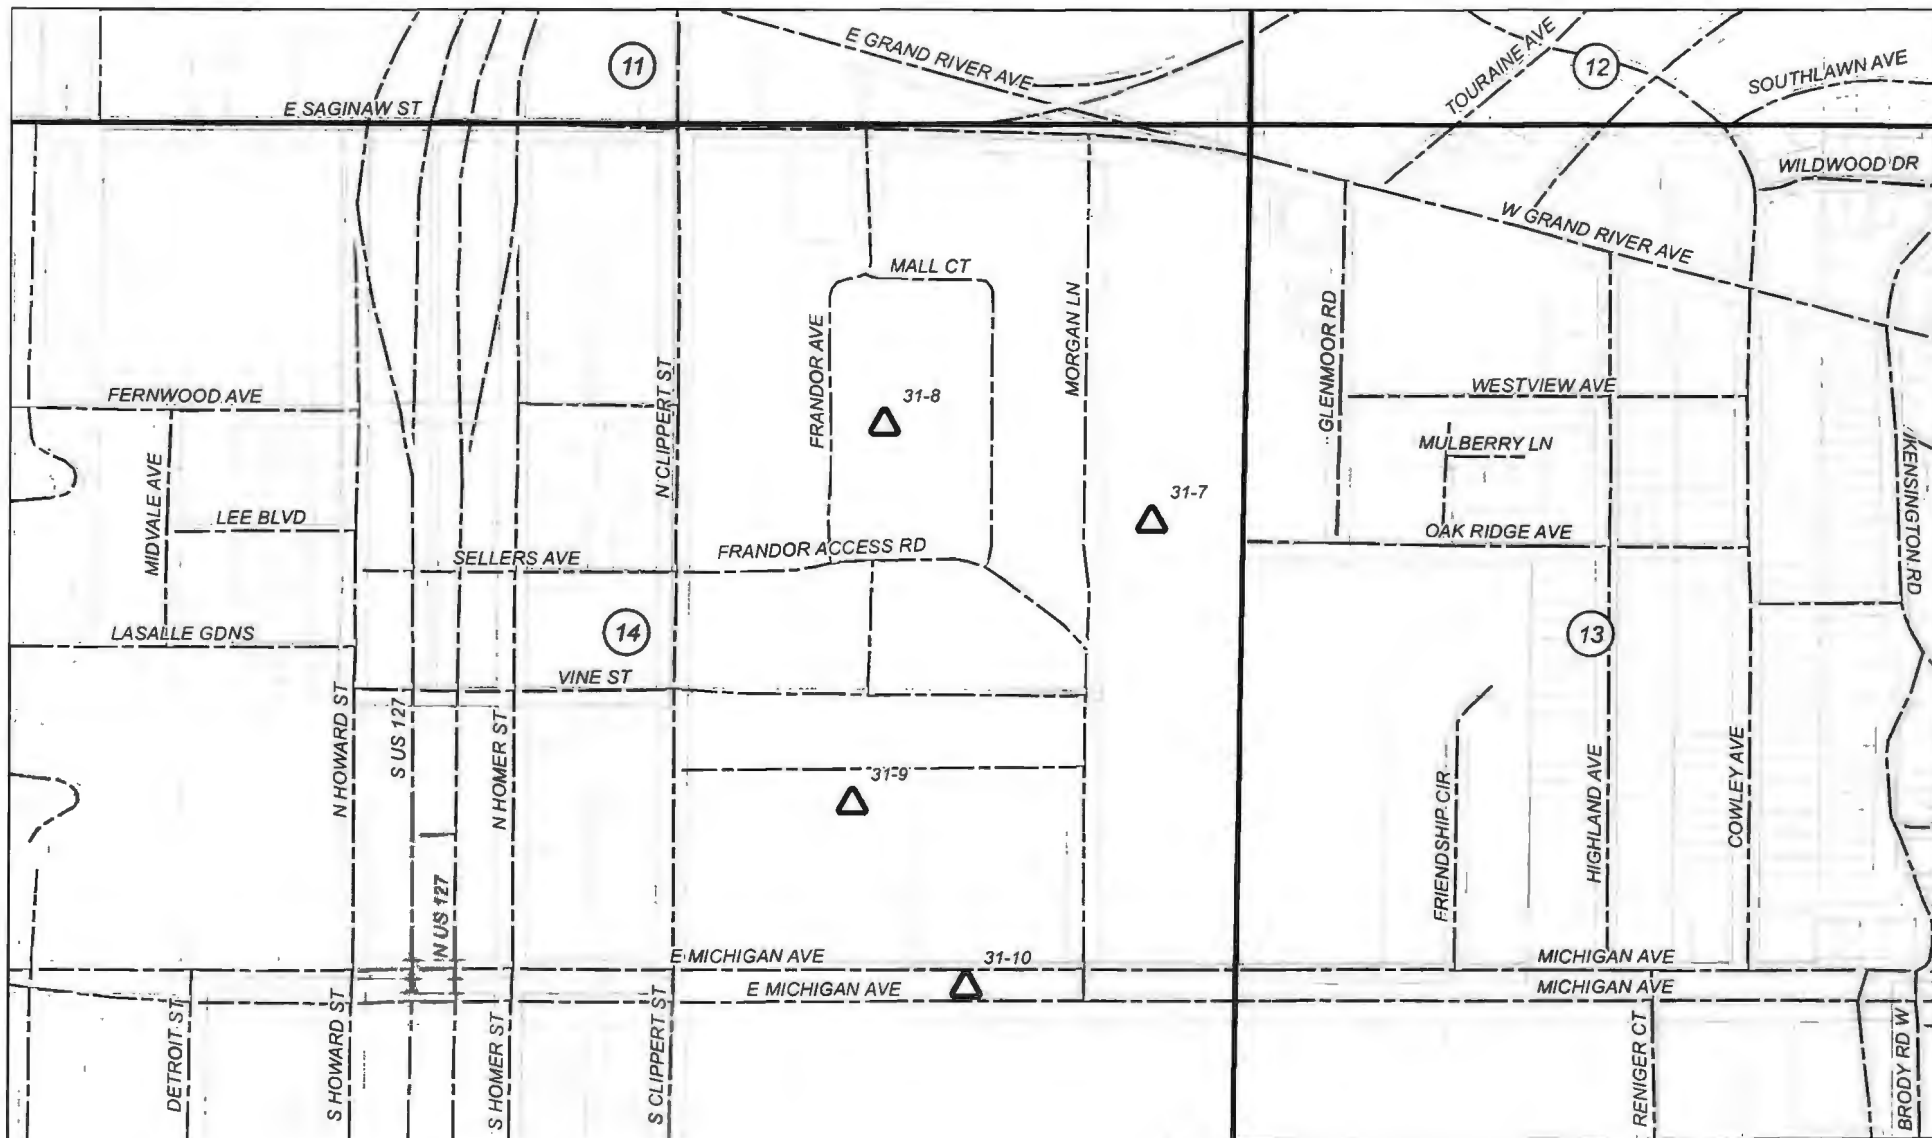 11
E GRAND RIVER AVE
TOURAINE AVE
12
SOUTHLAWN AVE
E SAGINAW ST
WILDWOOD DR
W GRAND RIVER AVE
MALL CT
FRANDOR AVE
MORGAN LN
GLENMOOR RD
N CLIPPERT ST
FERNWOOD AVE
31-8
WESTVIEW AVE
MULBERRY LN
KENSINGTON RD
MIDVALE AVE
31-7
LEE BLVD
OAK RIDGE AVE
SELLERS AVE
FRANDOR ACCESS RD
LASALLE GDNS
14
13
VINE ST
N HOWARD ST
S US 127
N HOMER ST
31-9
FRIENDSHIP CIR
HIGHLAND AVE
COWLEY AVE
N US 127
E MICHIGAN AVE
31-10
MICHIGAN AVE
E MICHIGAN AVE
MICHIGAN AVE
DETROIT ST
S HOWARD ST
S HOMER ST
S CLIPPERT ST
RENIGER CT
BRODY RD W